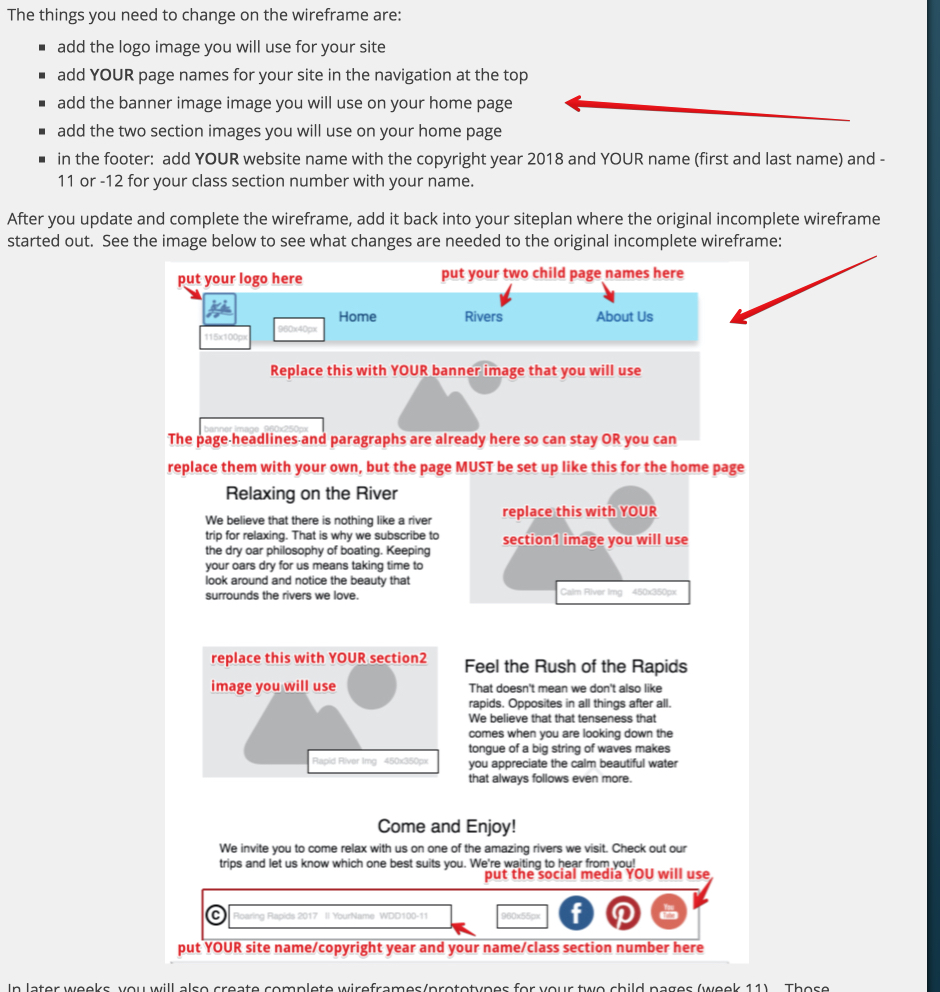 The things you need to change on the wireframe are:
add the logo image you will use for your site
add YOUR page names for your site in the navigation at the top
add the banner image image you will use on your home page
add the two section images you will use on your home page
in the footer: add YOUR website name with the copyright year 2018 and YOUR name (first and last name) and -
11 or -12 for your class section number with your name.
After you update and complete the wireframe, add it back into your siteplan where the original incomplete wireframe
started out. See the image below to see what changes are needed to the original incomplete wireframe:
put your logo here
put your two child page names here
Home
Rivers
About Us
115x100px
960x40px
Replace this with YOUR banner image that you will use
banner image 960x250px
The page headlines and paragraphs are already here so can stay OR you can
replace them with your own, but the page MUST be set up like this for the home page
Relaxing on the River
We believe that there is nothing like a river
trip for relaxing. That is why we subscribe to
the dry oar philosophy of boating. Keeping
your oars dry for us means taking time to
look around and notice the beauty that
surrounds the rivers we love.
replace this with YOUR
section1 image you will use
Calm River Img 450x350px
replace this with YOUR section2
image you will use
Rapid River Img 450x350px
Feel the Rush of the Rapids
That doesn't mean we don't also like
rapids. Opposites in all things after all.
We believe that that tenseness that
comes when you are looking down the
tongue of a big string of waves makes
you appreciate the calm beautiful water
that always follows even more.
Come and Enjoy!
We invite you to come relax with us on one of the amazing rivers we visit. Check out our
trips and let us know which one best suits you. We're waiting to hear from you!
put the social media YOU will use
© Roaring Rapids 2017 || YourName WDD100-11
960x55px
f
You
Tube
put YOUR site name/copyright year and your name/class section number here
In later weeks, you will also create complete wireframes/prototypes for your two child pages (week 11). Those